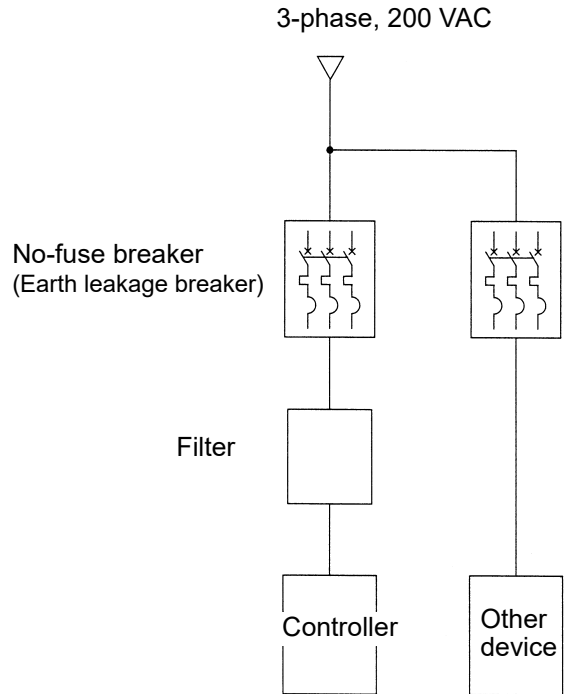 3-phase, 200 VAC
No-fuse breaker
(Earth leakage breaker)
Filter
Controller
Other
device